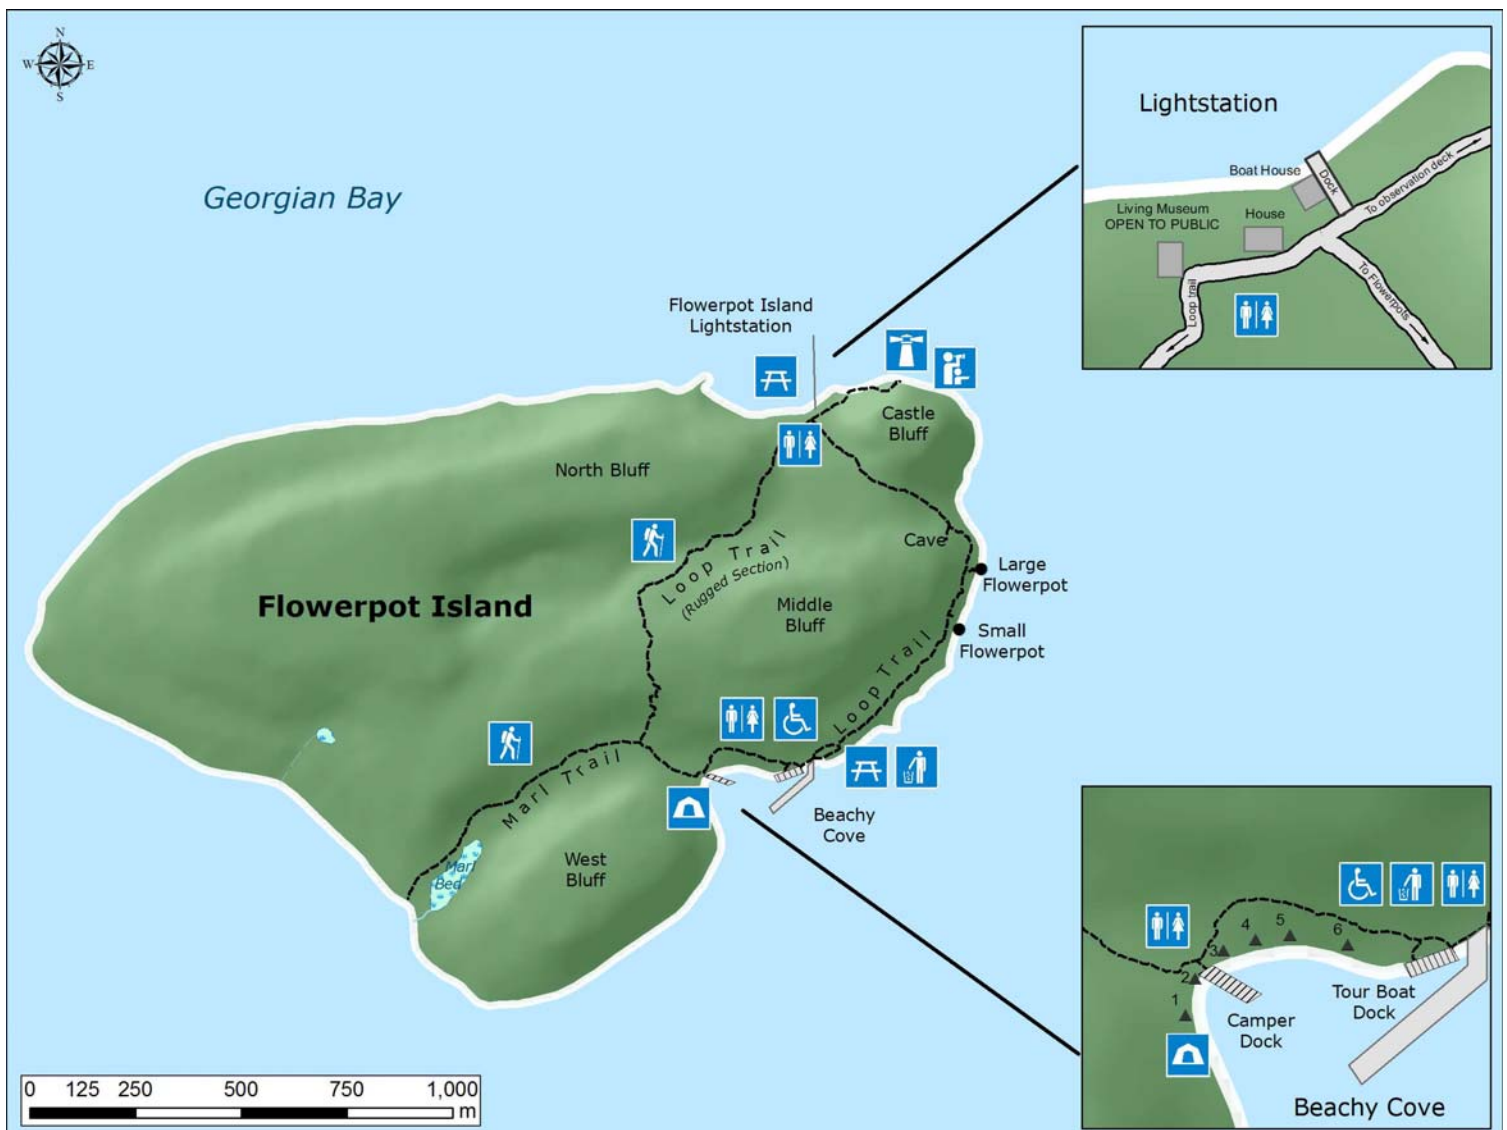 N
W E
S
Georgian Bay
Flowerpot Island
Lightstation
Castle
Bluff
North Bluff
Cave
Loop Trail
(Rugged Section)
Large
Flowerpot
Middle
Bluff
Small
Flowerpot
Flowerpot Island
Loop Trail
Marl Trail
Beachy
Cove
West
Bluff
Marl
Bed
0 125 250 500 750 1,000
m
Lightstation
Boat House
Dock
To observation deck
Living Museum
OPEN TO PUBLIC
House
To Flowerpots
Loop trail
1
2
3
4
5
6
Tour Boat
Dock
Camper
Dock
Beachy Cove